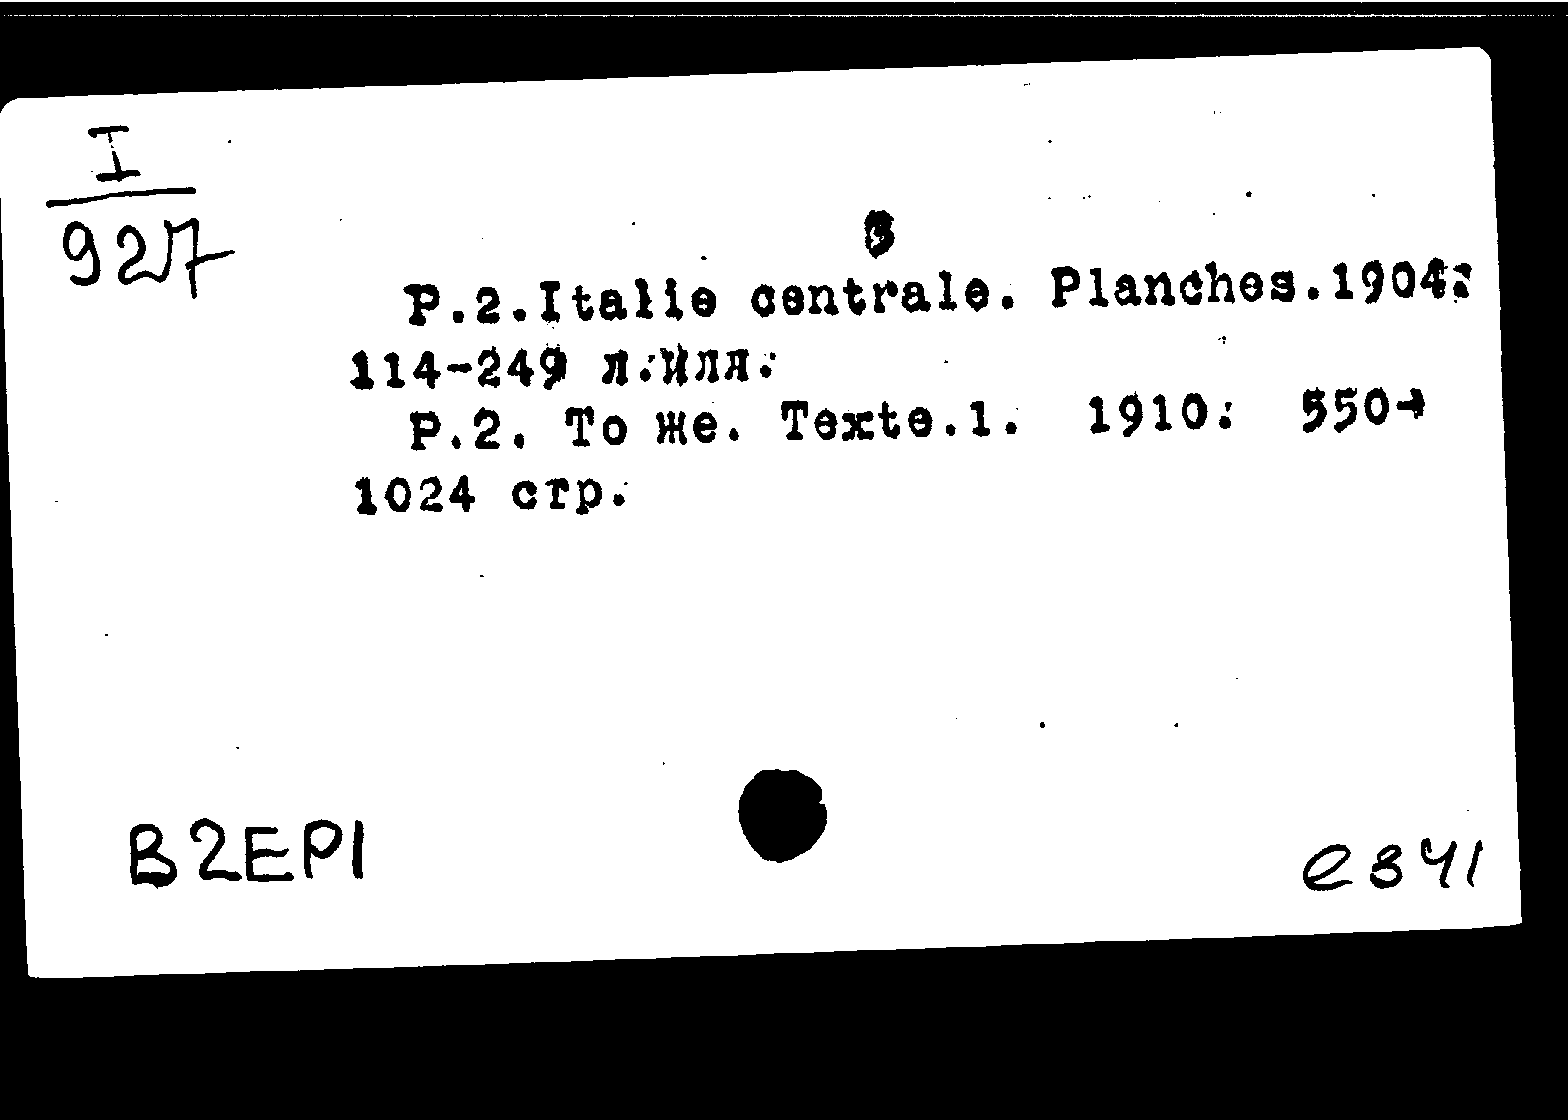 I
927
3
P.2.Italie centrale. Planches.1904.
114-249 л.илл.
P.2. То же. Texte.1. 1910. 550-
1024 стр.
B2EPI
e341